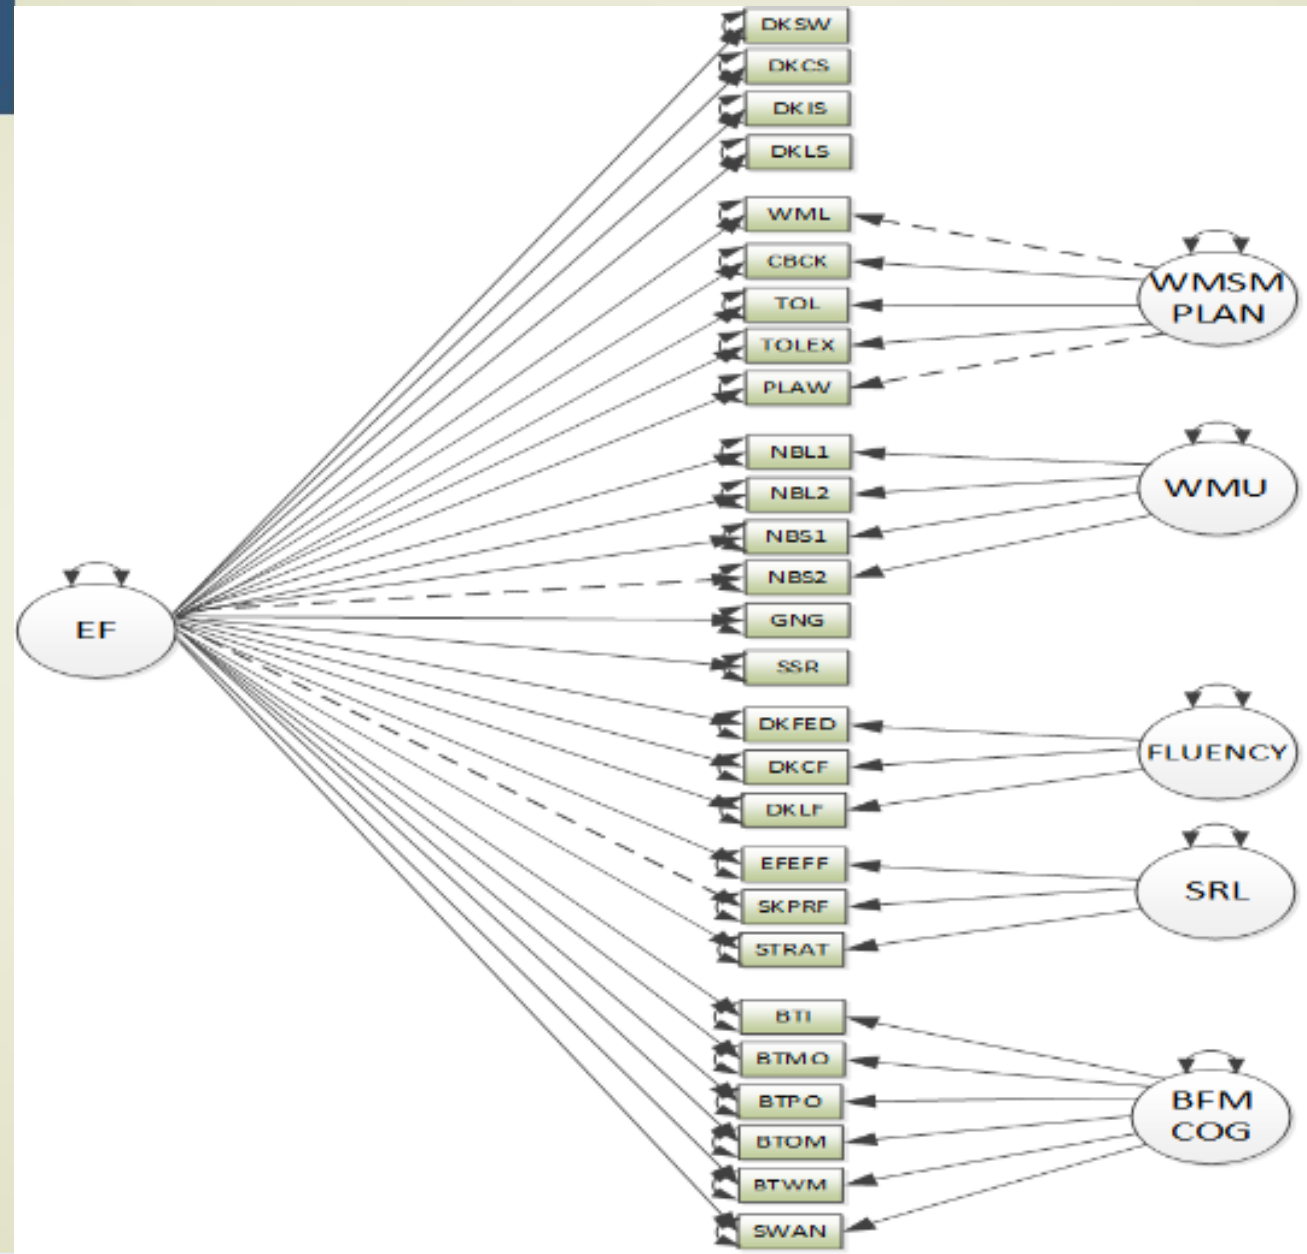 DKSW
DKCS
DKIS
DKLS
WML
CBCK
TOL
TOLEX
PLAW
NBL1
NBL2
NBS1
NBS2
GNG
SSR
DKFED
DKCF
DKLF
EFEFF
SKPRF
STRAT
BTI
BTMO
BTPO
BTOM
BTWM
SWAN
EF
WMSM
PLAN
WMU
FLUENCY
SRL
BFM
COG